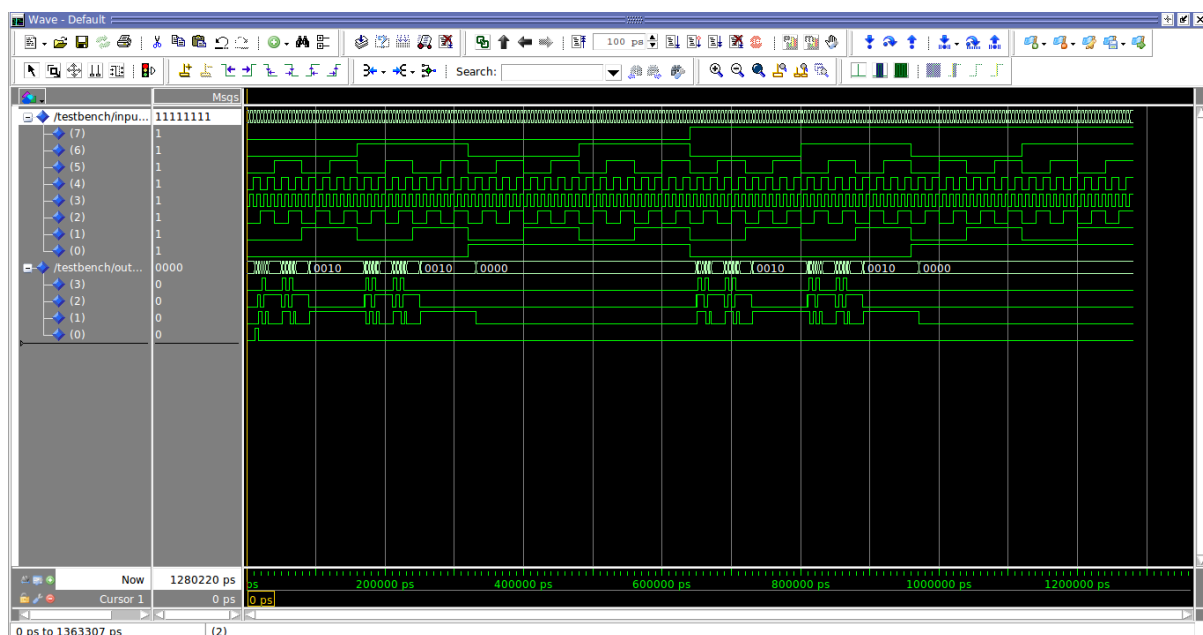 Wave - Default
100 ps
Search:
Msgs
/testbench/inpu... 11111111
(7) 1
(6) 1
(5) 1
(4) 1
(3) 1
(2) 1
(1) 1
(0) 1
/testbench/out... 0000 0010 0010 0000 0010 0010 0000
(3) 0
(2) 0
(1) 0
(0) 0
Now 1280220 ps ps 200000 ps 400000 ps 600000 ps 800000 ps 1000000 ps 1200000 ps
Cursor 1 0 ps 0 ps
0 ps to 1363307 ps (2)